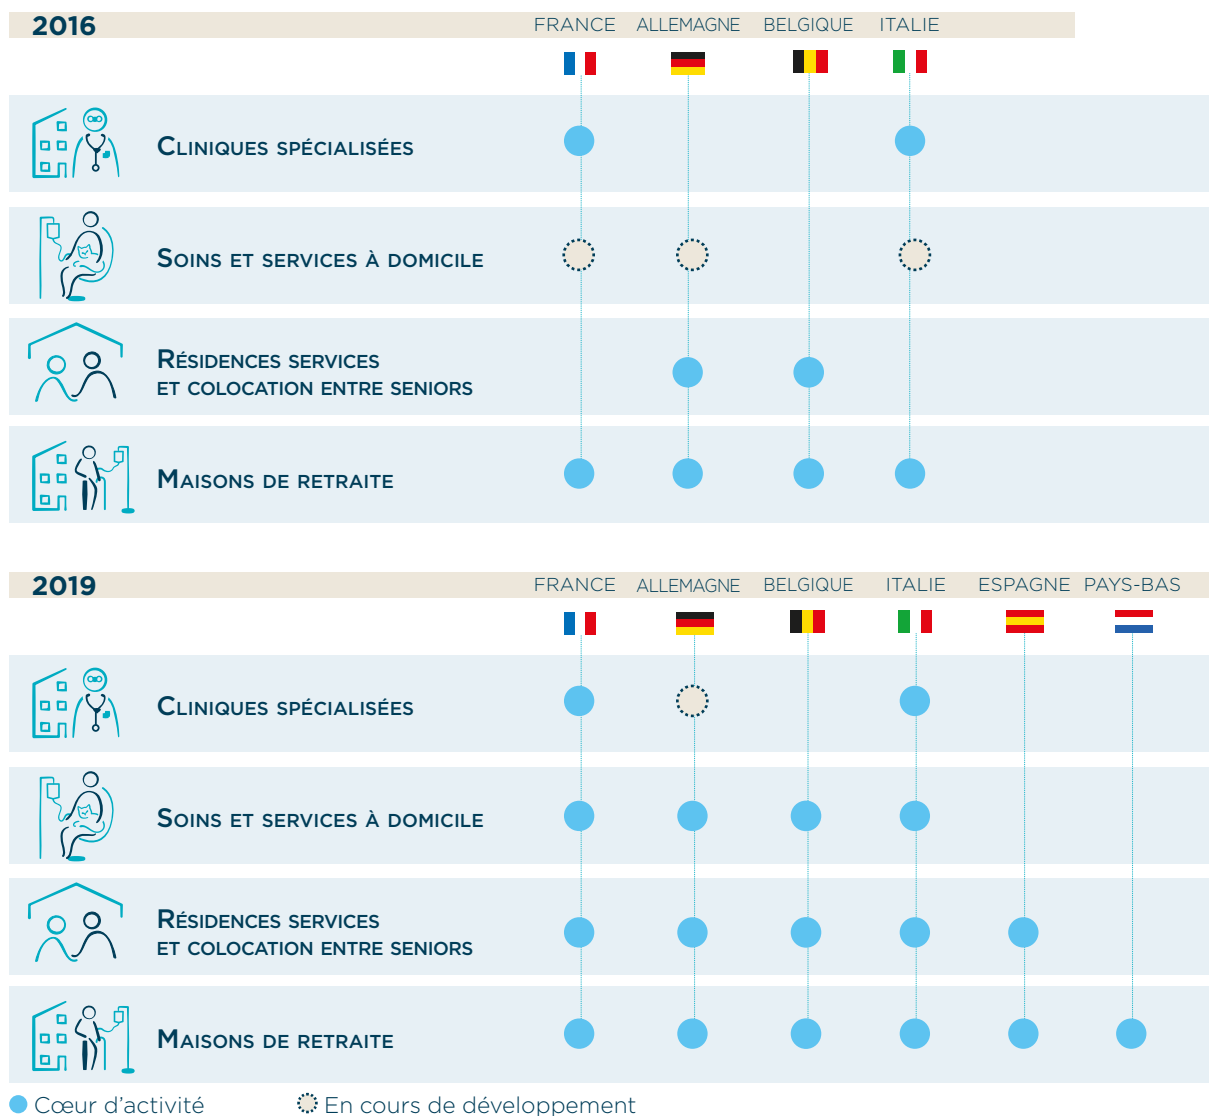 2016 FRANCE ALLEMAGNE BELGIQUE ITALIE
Cliniques spécialisées
Soins et services à domicile
Résidences services
et colocation entre seniors
Maisons de retraite
2019 FRANCE ALLEMAGNE BELGIQUE ITALIE ESPAGNE PAYS-BAS
Cliniques spécialisées
Soins et services à domicile
Résidences services
et colocation entre seniors
Maisons de retraite
Cœur d’activité En cours de développement